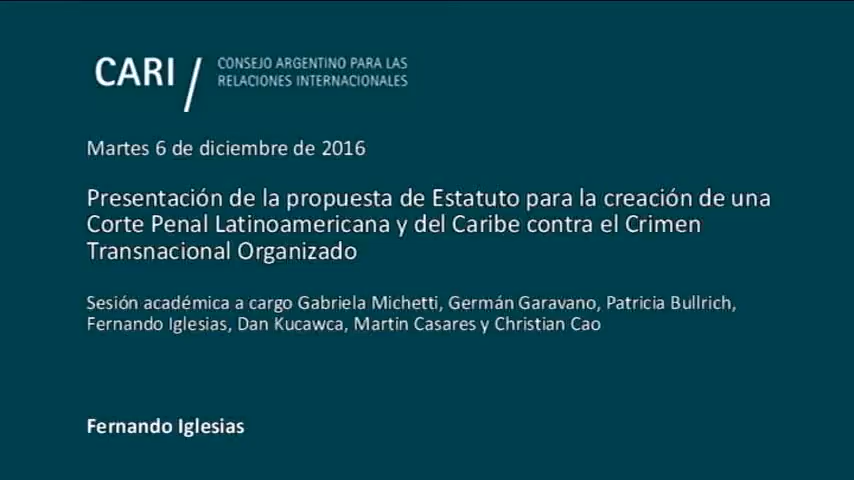 CARI / CONSEJO ARGENTINO PARA LAS
RELACIONES INTERNACIONALES
Martes 6 de diciembre de 2016
Presentación de la propuesta de Estatuto para la creación de una
Corte Penal Latinoamericana y del Caribe contra el Crimen
Transnacional Organizado
Sesión académica a cargo Gabriela Michetti, Germán Garavano, Patricia Bullrich,
Fernando Iglesias, Dan Kucawca, Martin Casares y Christian Cao
Fernando Iglesias